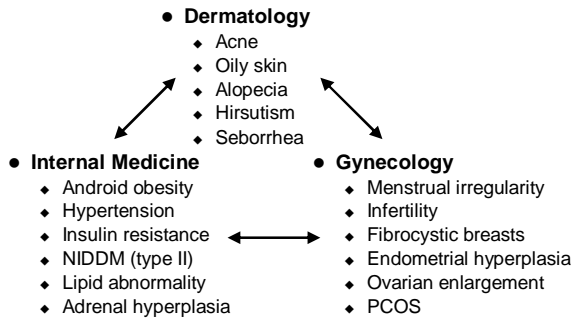 ● Dermatology
◆ Acne
◆ Oily skin
◆ Alopecia
◆ Hirsutism
◆ Seborrhea
● Internal Medicine
◆ Android obesity
◆ Hypertension
◆ Insulin resistance
◆ NIDDM (type II)
◆ Lipid abnormality
◆ Adrenal hyperplasia
● Gynecology
◆ Menstrual irregularity
◆ Infertility
◆ Fibrocystic breasts
◆ Endometrial hyperplasia
◆ Ovarian enlargement
◆ PCOS